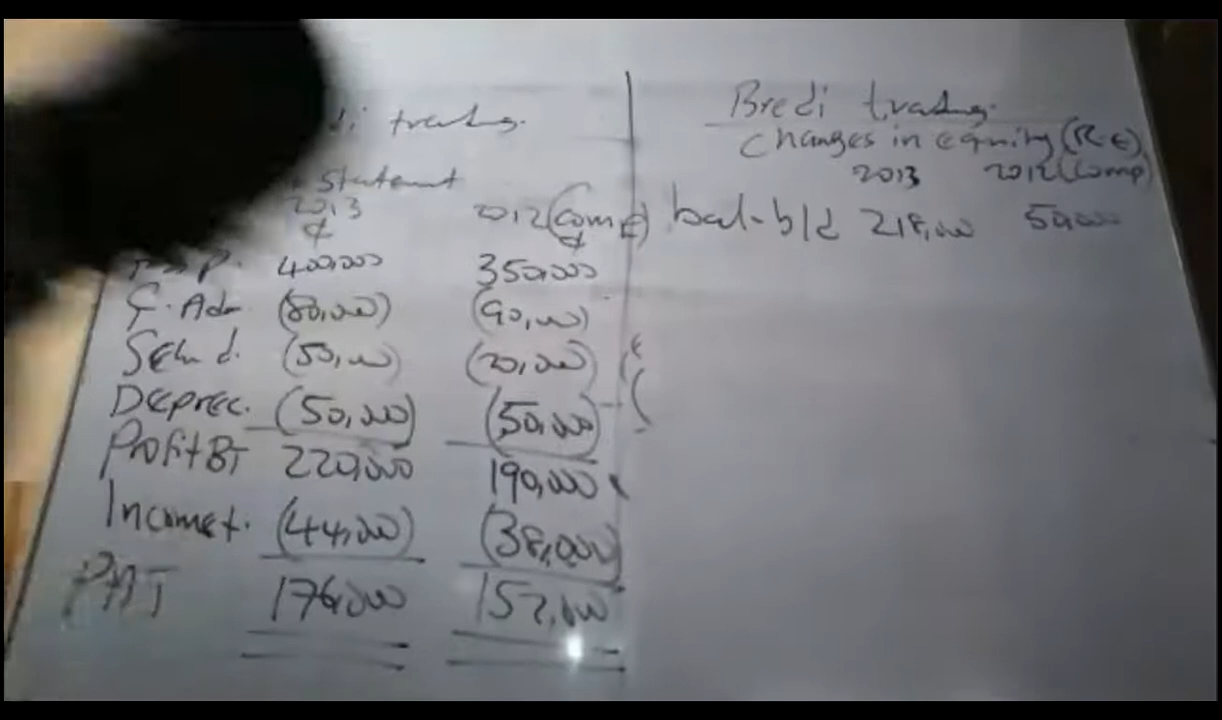 trading.
Statement
2013 2012 (Comp)
¢ ¢
400,000 350,000
G. Adm. (80,000) (90,000)
S&d. (50,000) (20,000)
Deprec. (50,000) (50,000)
Profit BT 220,000 190,000
Income t. (44,000) (38,000)
PAT 176,000 152,000
Bredi trading.
Changes in equity (R.E)
2013 2012 (Comp)
bal- b/d 218,000 50,000